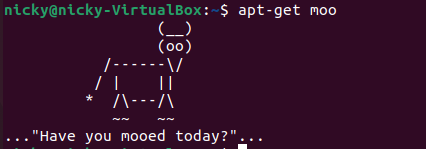 nicky@nicky-VirtualBox:~$ apt-get moo
                 (__)
                 (oo)
           /------\/
          / |    ||
         *  /\---/\
            ~~   ~~
..."Have you mooed today?"...